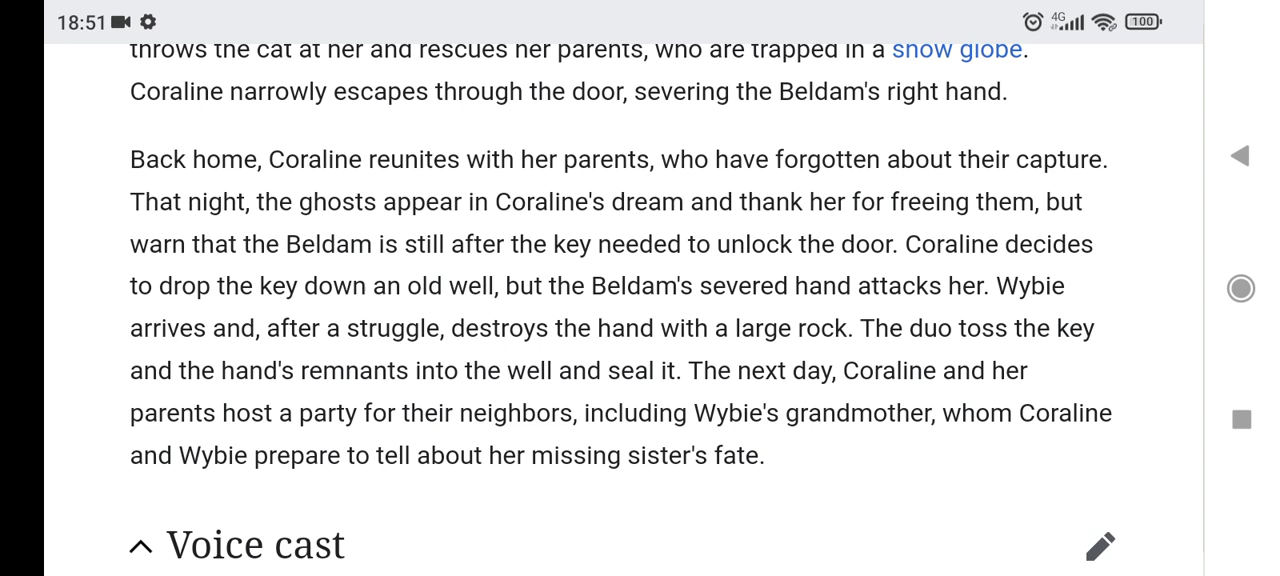 18:51 4G 100
throws the cat at her and rescues her parents, who are trapped in a snow globe.
Coraline narrowly escapes through the door, severing the Beldam's right hand.
Back home, Coraline reunites with her parents, who have forgotten about their capture.
That night, the ghosts appear in Coraline's dream and thank her for freeing them, but
warn that the Beldam is still after the key needed to unlock the door. Coraline decides
to drop the key down an old well, but the Beldam's severed hand attacks her. Wybie
arrives and, after a struggle, destroys the hand with a large rock. The duo toss the key
and the hand's remnants into the well and seal it. The next day, Coraline and her
parents host a party for their neighbors, including Wybie's grandmother, whom Coraline
and Wybie prepare to tell about her missing sister's fate.
Voice cast